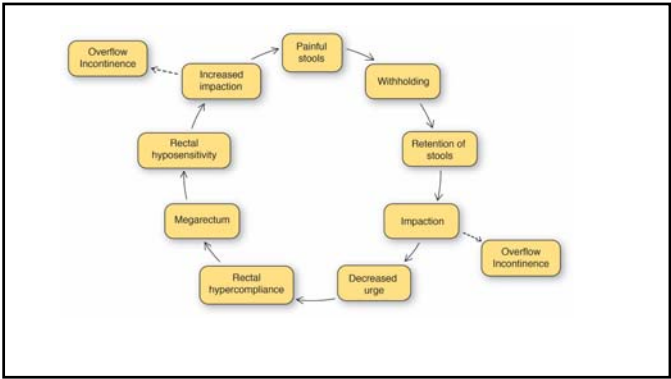 Overflow
Incontinence
Increased
impaction
Painful
stools
Withholding
Retention of
stools
Impaction
Overflow
Incontinence
Decreased
urge
Rectal
hypercompliance
Megarectum
Rectal
hyposensitivity